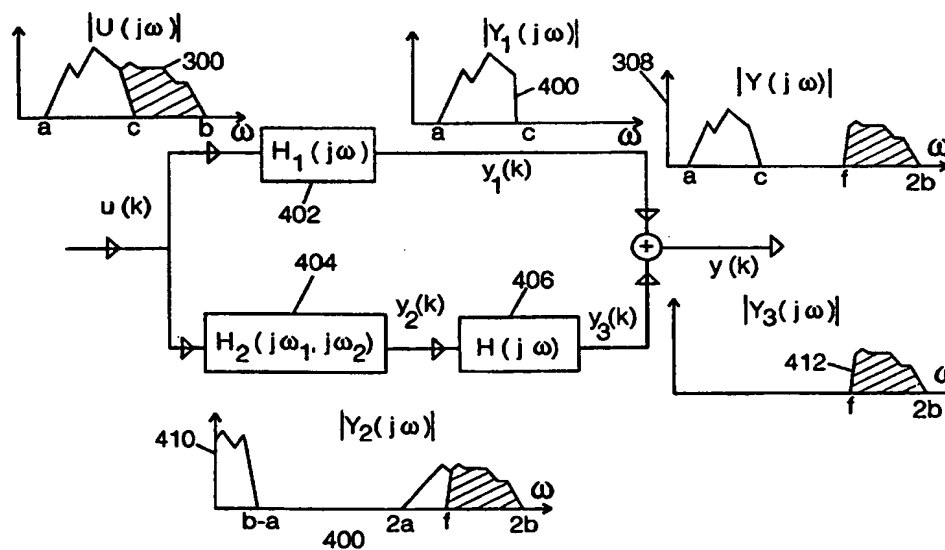 |U(jω)|
300
a c b ω
|Y₁(jω)|
400
c ω
a
308
|Y(jω)|
ω
a c f 2b
H₁(jω)
402
y₁(k)
u(k)
+
y(k)
404
H₂(jω₁, jω₂)
y₂(k)
406
H(jω)
y₃(k)
|Y₃(jω)|
412
ω
f 2b
|Y₂(jω)|
410
ω
b-a 2a f 2b
400